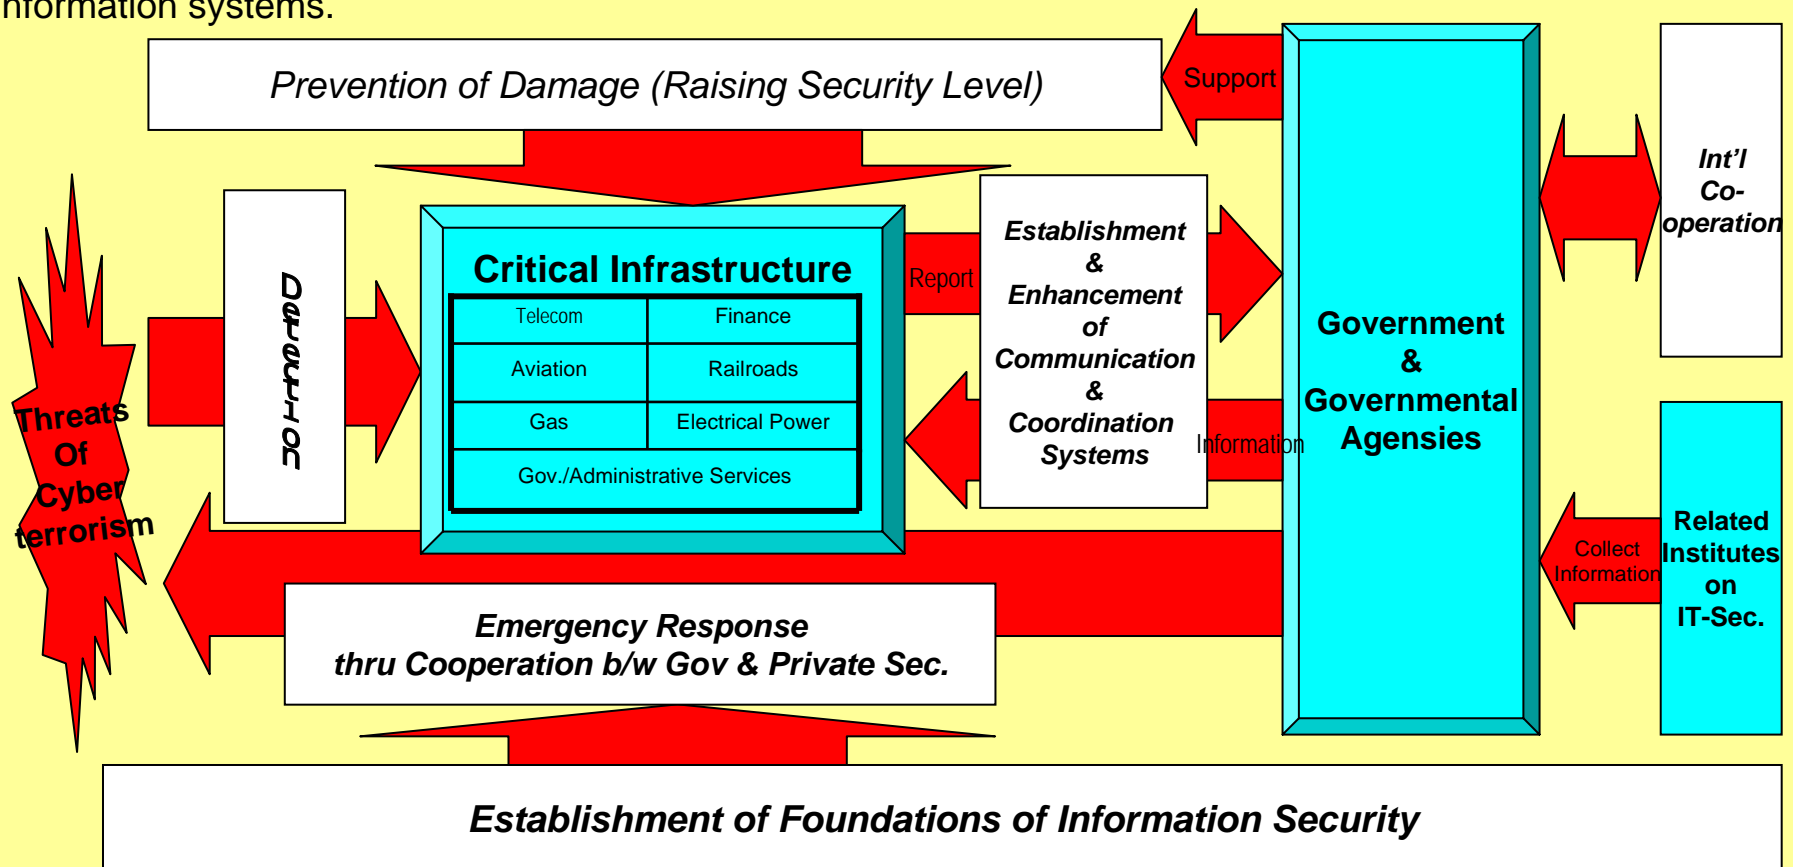 nformation systems.
Prevention of Damage (Raising Security Level)
Support
Int'l
Co-
operation
Threats
Of
Cyber
terrorism
Detection
Critical Infrastructure
Telecom
Finance
Aviation
Railroads
Gas
Electrical Power
Gov./Administrative Services
Report
Establishment
&
Enhancement
of
Communication
&
Coordination
Systems
Information
Government
&
Governmental
Agensies
Collect
Information
Related
Institutes
on
IT-Sec.
Emergency Response
thru Cooperation b/w Gov & Private Sec.
Establishment of Foundations of Information Security